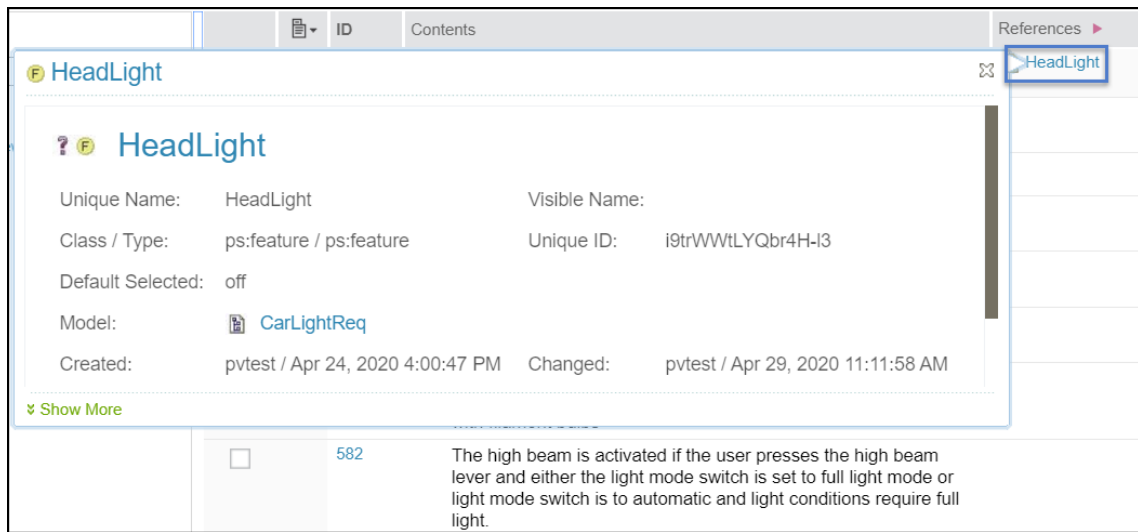 ID Contents References
HeadLight
F HeadLight
? F HeadLight
Unique Name: HeadLight Visible Name:
Class / Type: ps:feature / ps:feature Unique ID: i9trWWtLYQbr4H-l3
Default Selected: off
Model: CarLightReq
Created: pvtest / Apr 24, 2020 4:00:47 PM Changed: pvtest / Apr 29, 2020 11:11:58 AM
Show More
582 The high beam is activated if the user presses the high beam
lever and either the light mode switch is set to full light mode or
light mode switch is to automatic and light conditions require full
light.